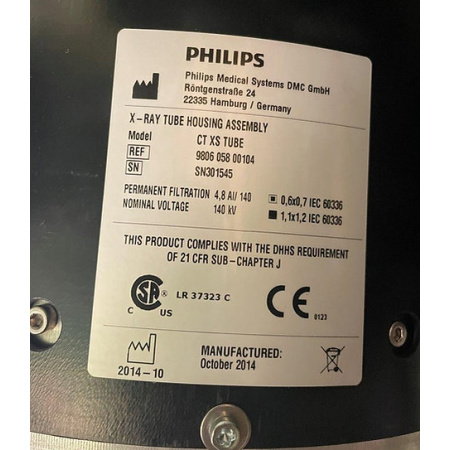 PHILIPS
Philips Medical Systems DMC GmbH
Röntgenstraße 24
22335 Hamburg / Germany
X-RAY TUBE HOUSING ASSEMBLY
Model CT XS TUBE
REF 9806 058 00104
SN SN301545
PERMANENT FILTRATION 4,8 Al/ 140 0,6x0,7 IEC 60336
NOMINAL VOLTAGE 140 kV 1,1x1,2 IEC 60336
THIS PRODUCT COMPLIES WITH THE DHHS REQUIREMENT
OF 21 CFR SUB-CHAPTER J
CSA ® LR 37323 C CE 0123
C US
MANUFACTURED:
2014-10 October 2014